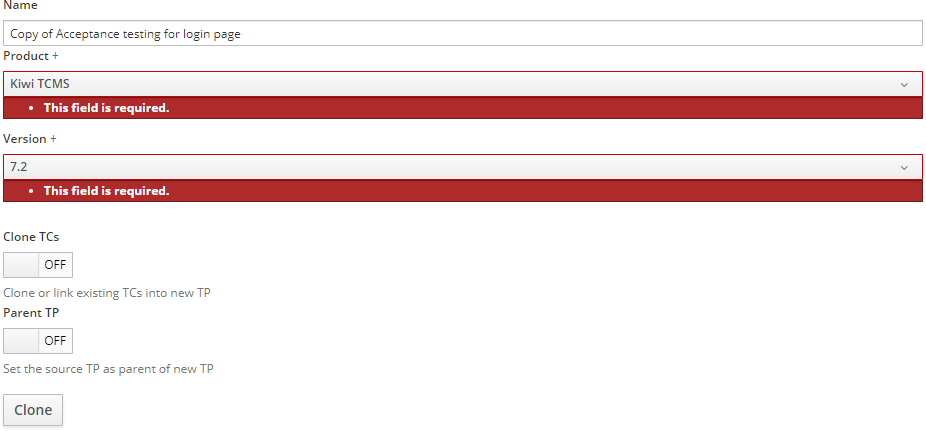 Name
Copy of Acceptance testing for login page
Product +
Kiwi TCMS
• This field is required.
Version +
7.2
• This field is required.
Clone TCs
OFF
Clone or link existing TCs into new TP
Parent TP
OFF
Set the source TP as parent of new TP
Clone